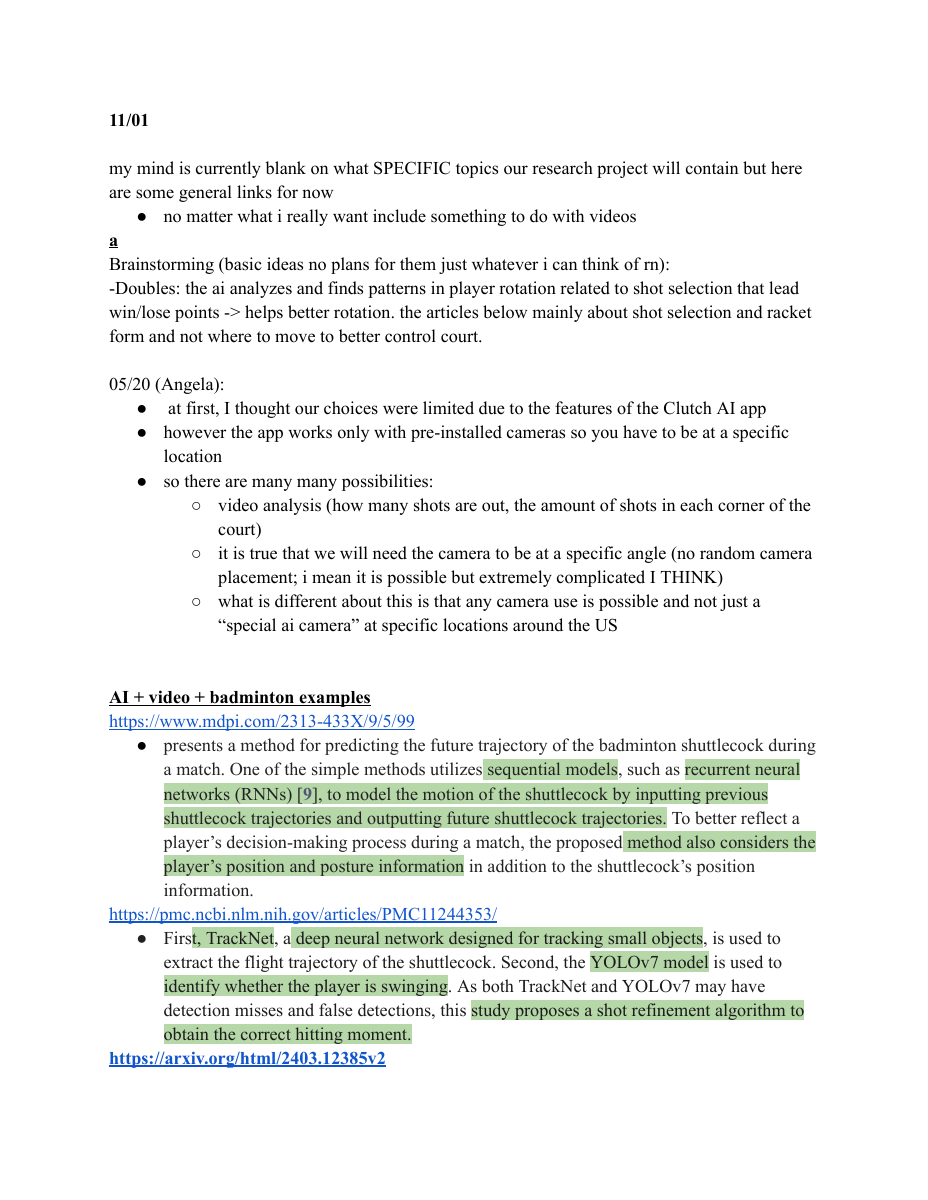 11/01
my mind is currently blank on what SPECIFIC topics our research project will contain but here
are some general links for now
● no matter what i really want include something to do with videos
a
Brainstorming (basic ideas no plans for them just whatever i can think of rn):
-Doubles: the ai analyzes and finds patterns in player rotation related to shot selection that lead
win/lose points -> helps better rotation. the articles below mainly about shot selection and racket
form and not where to move to better control court.
05/20 (Angela):
● at first, I thought our choices were limited due to the features of the Clutch AI app
● however the app works only with pre-installed cameras so you have to be at a specific
location
● so there are many many possibilities:
○ video analysis (how many shots are out, the amount of shots in each corner of the
court)
○ it is true that we will need the camera to be at a specific angle (no random camera
placement; i mean it is possible but extremely complicated I THINK)
○ what is different about this is that any camera use is possible and not just a
“special ai camera” at specific locations around the US
AI + video + badminton examples
https://www.mdpi.com/2313-433X/9/5/99
● presents a method for predicting the future trajectory of the badminton shuttlecock during
a match. One of the simple methods utilizes sequential models, such as recurrent neural
networks (RNNs) [9], to model the motion of the shuttlecock by inputting previous
shuttlecock trajectories and outputting future shuttlecock trajectories. To better reflect a
player’s decision-making process during a match, the proposed method also considers the
player’s position and posture information in addition to the shuttlecock’s position
information.
https://pmc.ncbi.nlm.nih.gov/articles/PMC11244353/
● First, TrackNet, a deep neural network designed for tracking small objects, is used to
extract the flight trajectory of the shuttlecock. Second, the YOLOv7 model is used to
identify whether the player is swinging. As both TrackNet and YOLOv7 may have
detection misses and false detections, this study proposes a shot refinement algorithm to
obtain the correct hitting moment.
https://arxiv.org/html/2403.12385v2